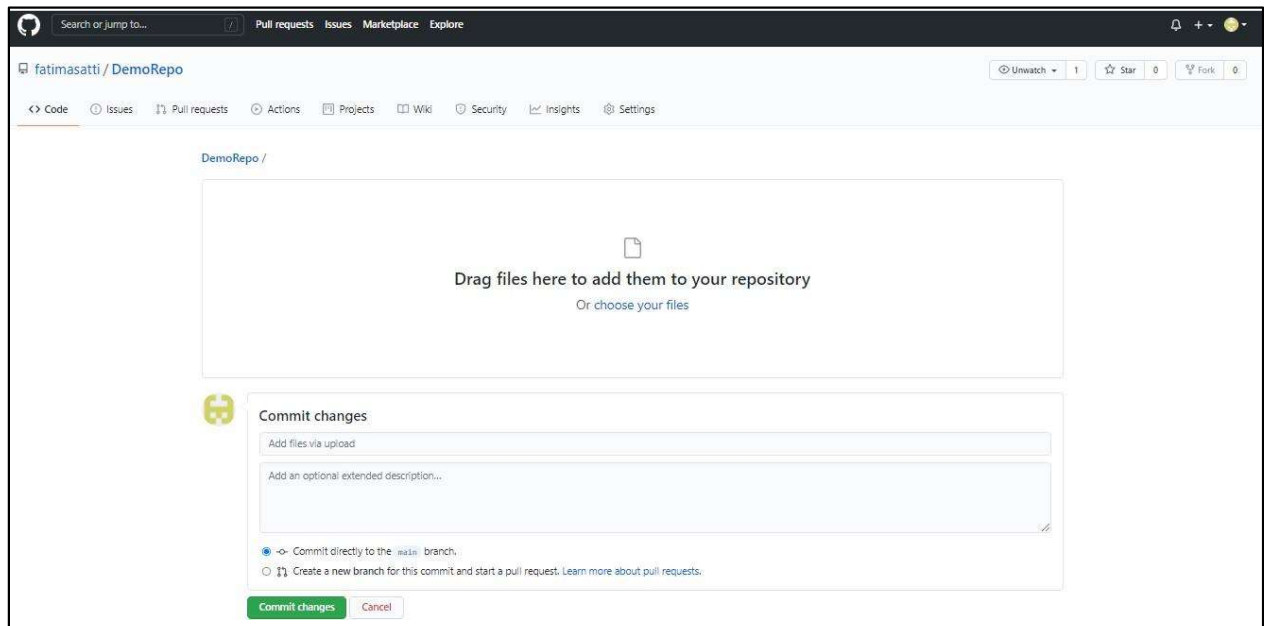 Search or jump to... / Pull requests Issues Marketplace Explore
fatimasatti / DemoRepo Unwatch 1 Star 0 Fork 0
<> Code Issues Pull requests Actions Projects Wiki Security Insights Settings
DemoRepo /
Drag files here to add them to your repository
Or choose your files
Commit changes
Add files via upload
Add an optional extended description...
Commit directly to the main branch.
Create a new branch for this commit and start a pull request. Learn more about pull requests.
Commit changes Cancel